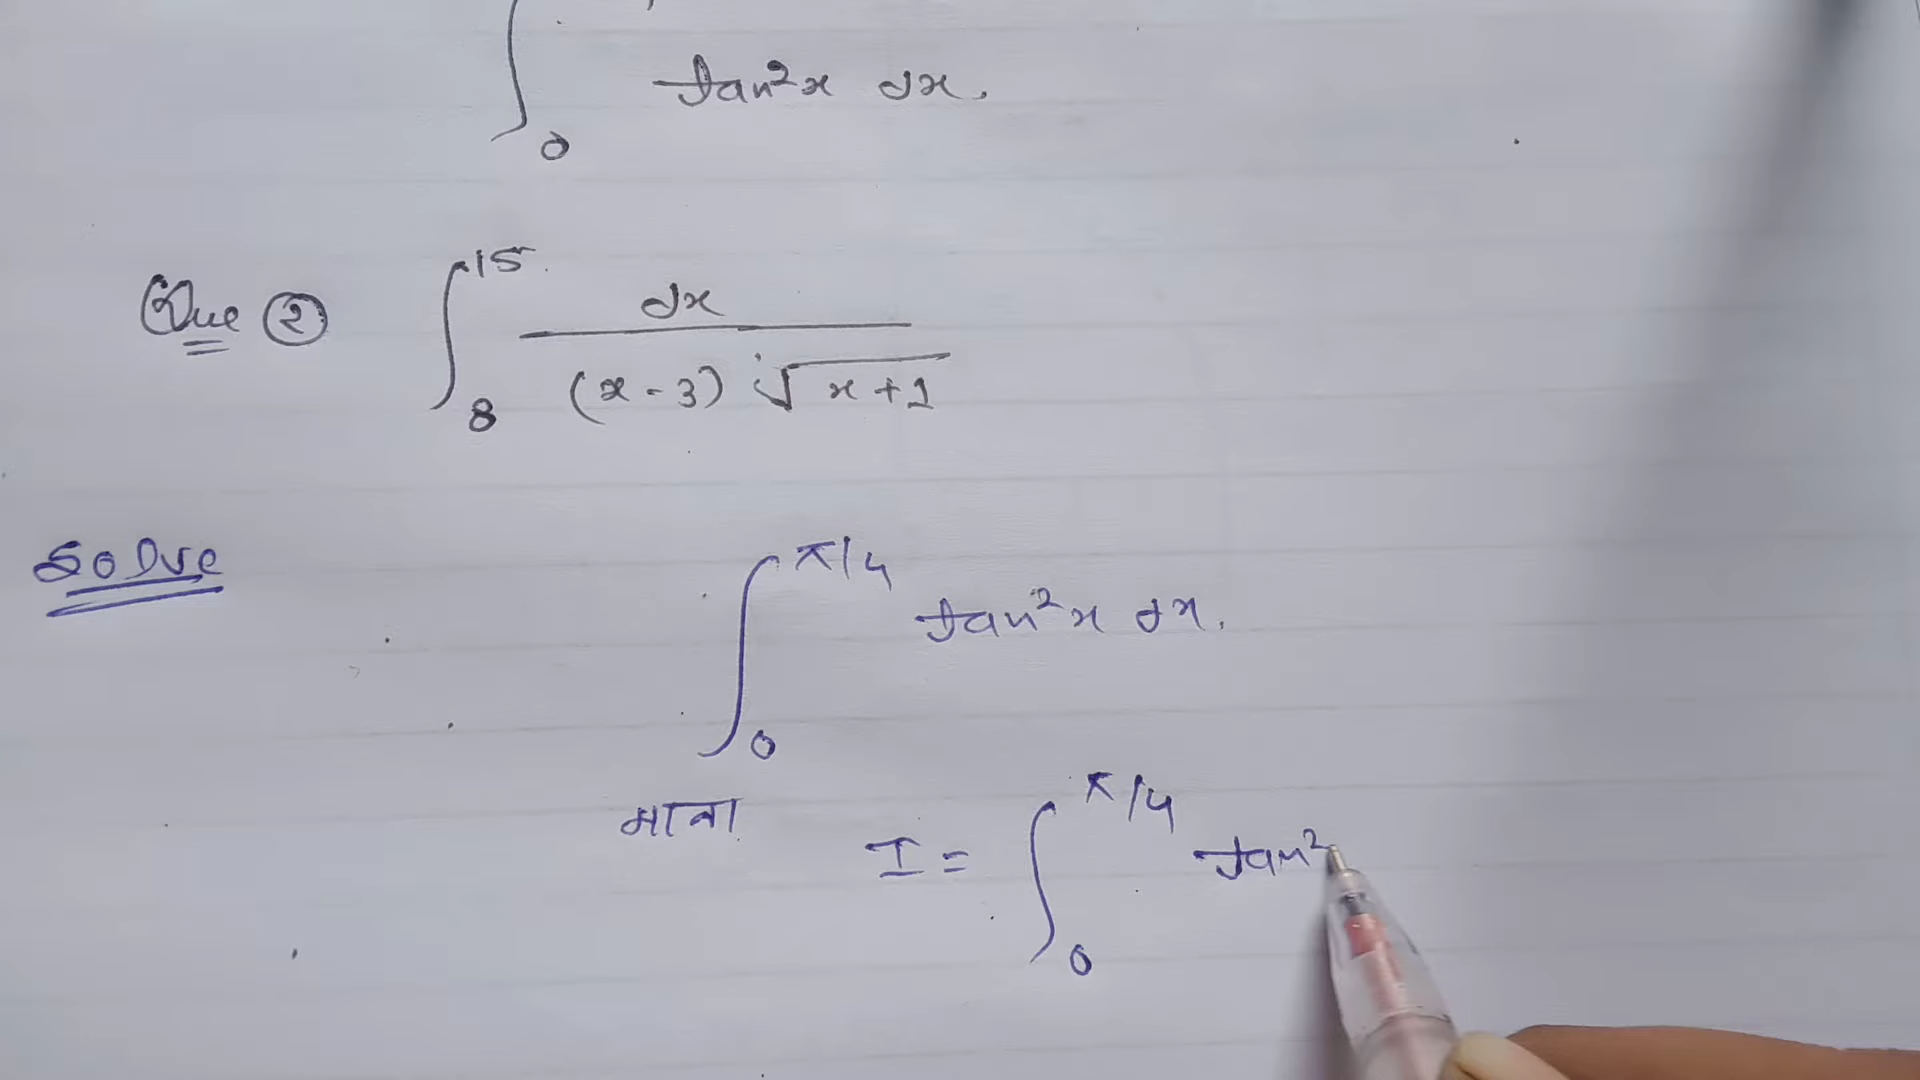 ∫₀ tan²x dx.
Que ② ∫₈¹⁵ dx / (x-3) √x+1
Solve ∫₀^π/4 tan²x dx.
माना I = ∫₀^π/4 tan²